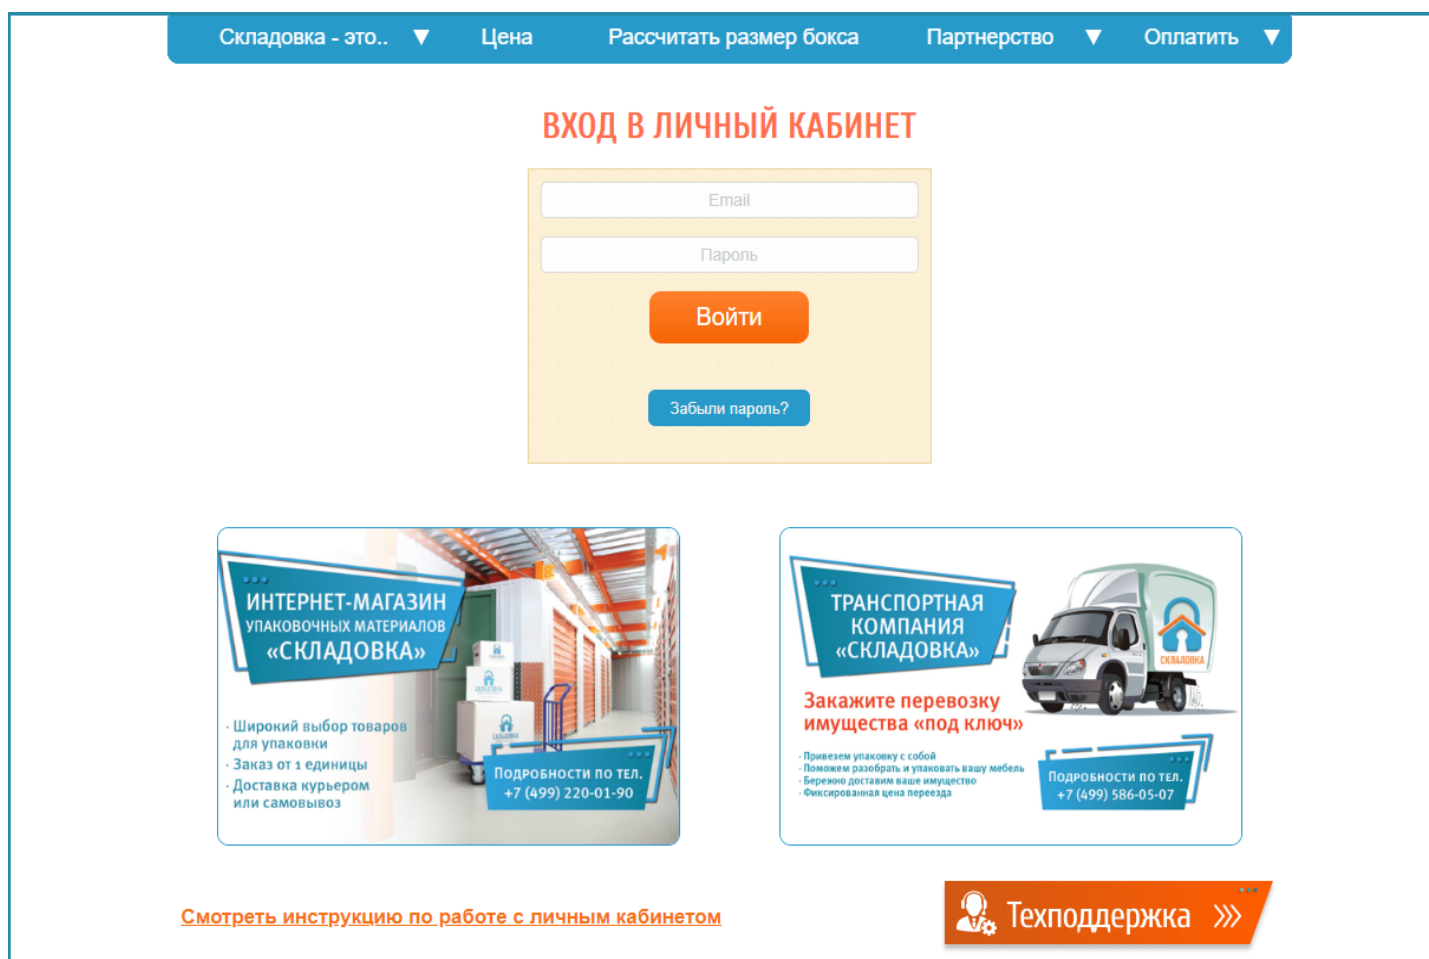 Складовка - это.. ▼ Цена Рассчитать размер бокса Партнерство ▼ Оплатить ▼
ВХОД В ЛИЧНЫЙ КАБИНЕТ
Email
Пароль
Войти
Забыли пароль?
ИНТЕРНЕТ-МАГАЗИН
УПАКОВОЧНЫХ МАТЕРИАЛОВ
«СКЛАДОВКА»
СКЛАДОВКА
СКЛАДОВКА
· Широкий выбор товаров
для упаковки
· Заказ от 1 единицы
· Доставка курьером
или самовывоз
Подробности по тел.
+7 (499) 220-01-90
ТРАНСПОРТНАЯ
КОМПАНИЯ
«СКЛАДОВКА»
СКЛАДОВКА
Закажите перевозку
имущества «под ключ»
· Привезем упаковку с собой
· Поможем разобрать и упаковать вашу мебель
· Бережно доставим ваше имущество
· Фиксированная цена переезда
Подробности по тел.
+7 (499) 586-05-07
Смотреть инструкцию по работе с личным кабинетом
Техподдержка